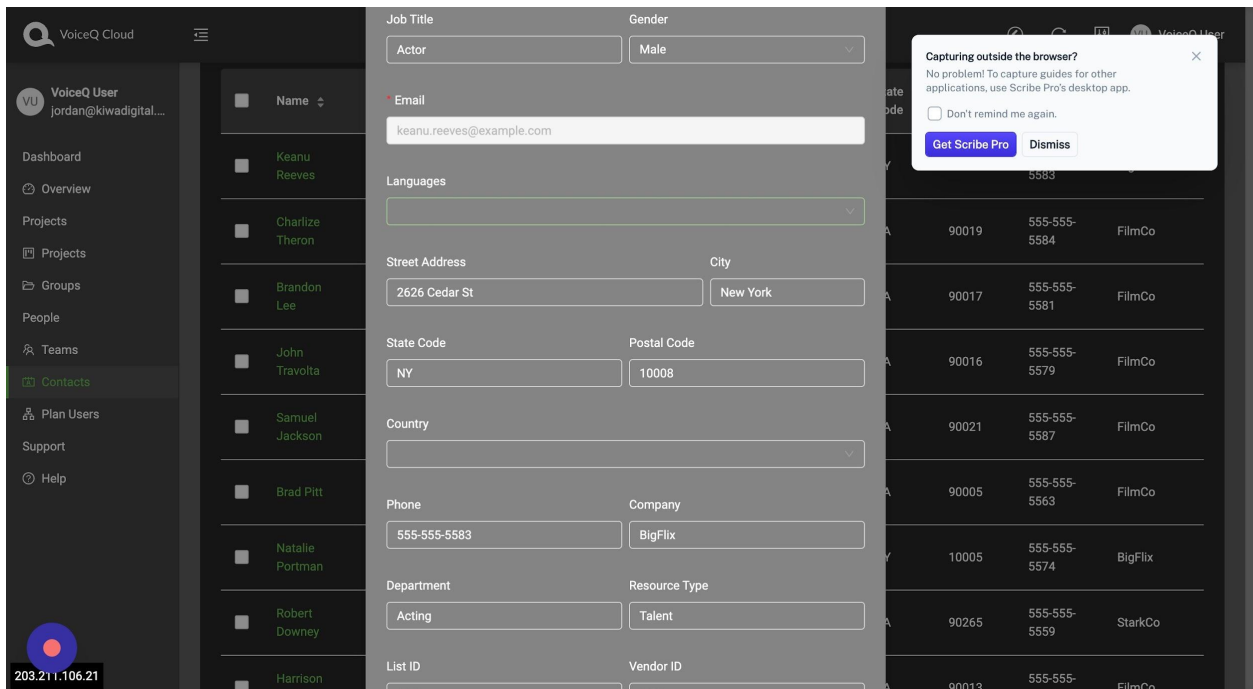 VoiceQ Cloud
VoiceQ User
VU
VoiceQ User
jordan@kiwadigital....
Dashboard
Overview
Projects
Projects
Groups
People
Teams
Contacts
Plan Users
Support
Help
203.211.106.21
Name
Keanu
Reeves
5583
Charlize
Theron
90019
555-555-
5584
FilmCo
Brandon
Lee
90017
555-555-
5581
FilmCo
John
Travolta
90016
555-555-
5579
FilmCo
Samuel
Jackson
90021
555-555-
5587
FilmCo
Brad Pitt
90005
555-555-
5563
FilmCo
Natalie
Portman
10005
555-555-
5574
BigFlix
Robert
Downey
90265
555-555-
5559
StarkCo
Harrison
90013
555-555-
FilmCo
Job Title
Gender
Actor
Male
* Email
keanu.reeves@example.com
Languages
Street Address
City
2626 Cedar St
New York
State Code
Postal Code
NY
10008
Country
Phone
Company
555-555-5583
BigFlix
Department
Resource Type
Acting
Talent
List ID
Vendor ID
Capturing outside the browser?
No problem! To capture guides for other
applications, use Scribe Pro's desktop app.
Don't remind me again.
Get Scribe Pro
Dismiss